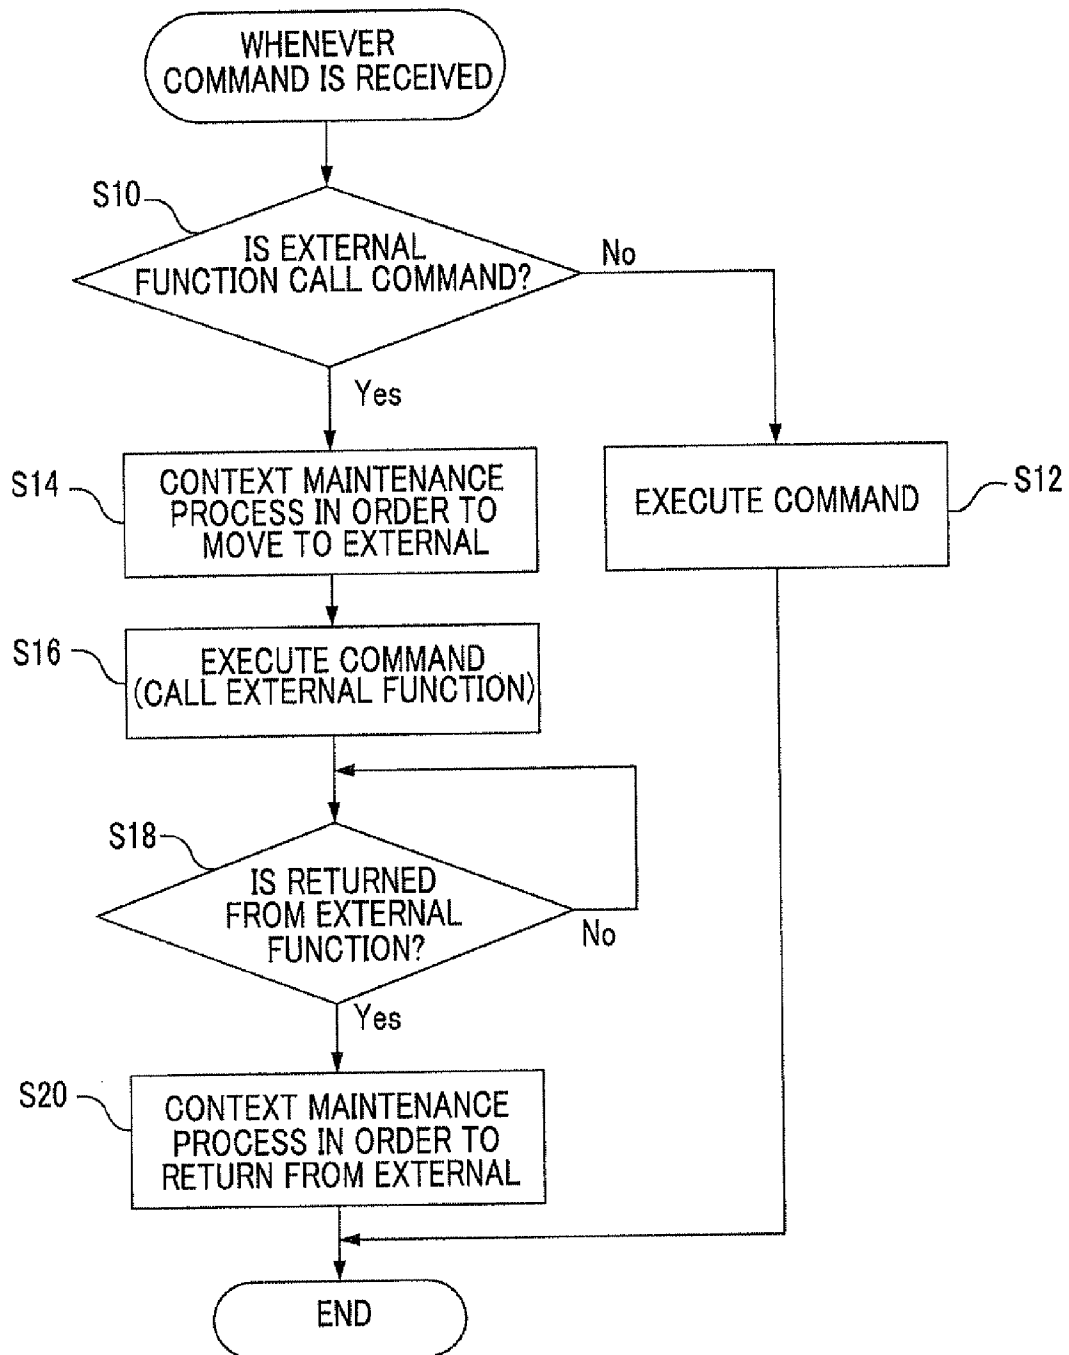 WHENEVER
COMMAND IS RECEIVED
S10
IS EXTERNAL
FUNCTION CALL COMMAND?
No
Yes
S14
CONTEXT MAINTENANCE
PROCESS IN ORDER TO
MOVE TO EXTERNAL
EXECUTE COMMAND
S12
S16
EXECUTE COMMAND
(CALL EXTERNAL FUNCTION)
S18
IS RETURNED
FROM EXTERNAL
FUNCTION?
No
Yes
S20
CONTEXT MAINTENANCE
PROCESS IN ORDER TO
RETURN FROM EXTERNAL
END